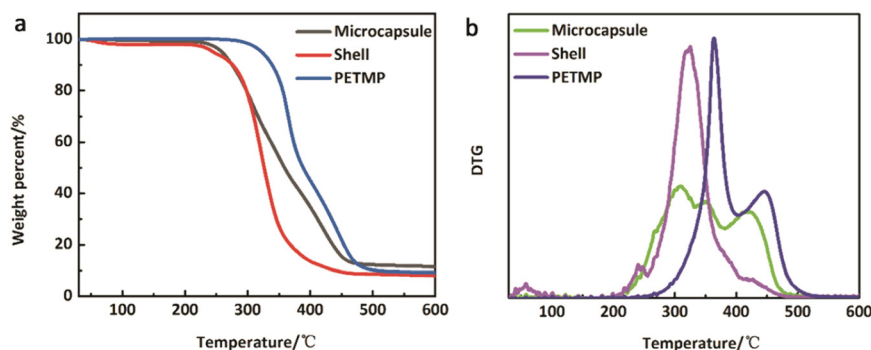 a
Microcapsule
Shell
PETMP
Weight percent/%
100
80
60
40
20
0
100
200
300
400
500
600
Temperature/℃
b
Microcapsule
Shell
PETMP
DTG
100
200
300
400
500
600
Temperature/℃